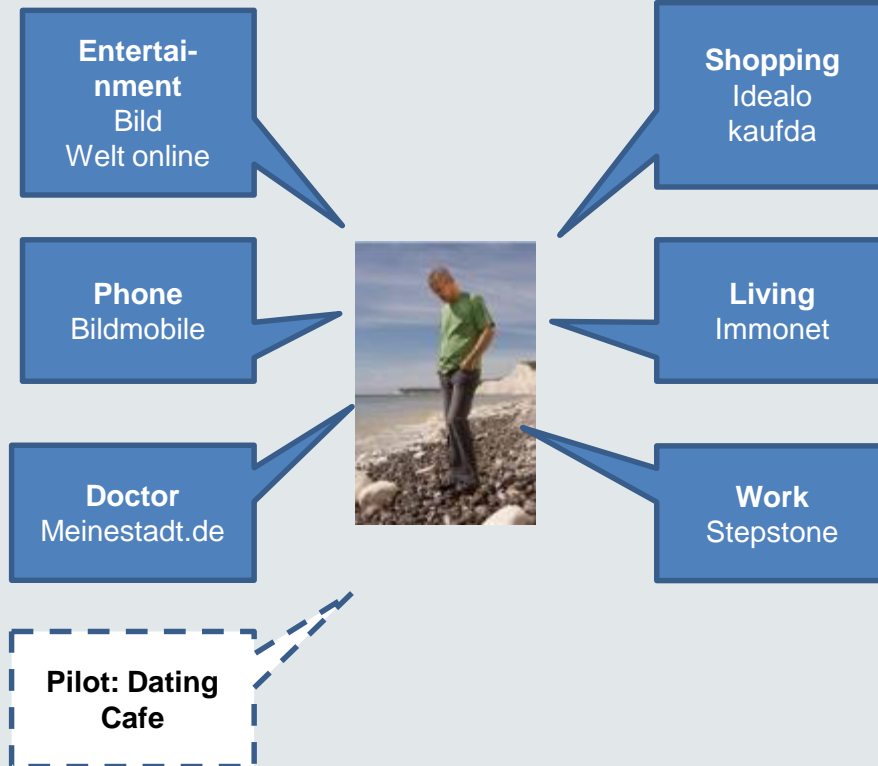 Entertai-
nment
Bild
Welt online
Shopping
Idealo
kaufda
Phone
Bildmobile
Living
Immonet
Doctor
Meinestadt.de
Work
Stepstone
Pilot: Dating
Cafe